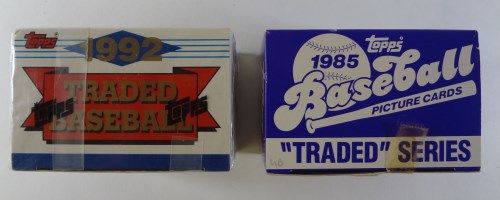 Topps
1992
TRADED
Topps Topps
BASEBALL
Topps
1985
Baseball
PICTURE CARDS
"TRADED" SERIES